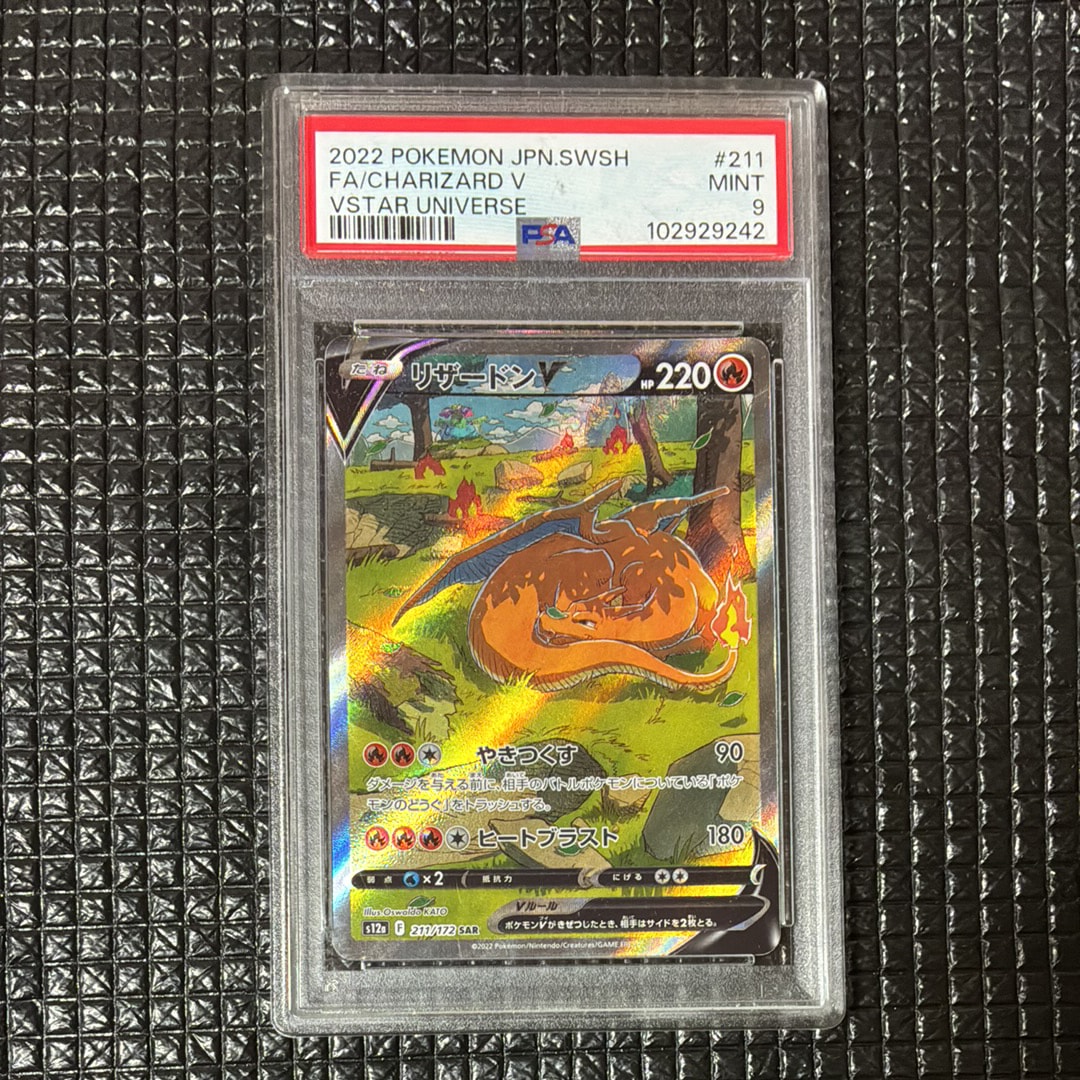 2022 POKEMON JPN.SWSH #211
FA/CHARIZARD V MINT
VSTAR UNIVERSE 9
PSA 102929242
たね リザードンV HP 220
やきつくす 90
ダメージを与える前に、相手のバトルポケモンについている「ポケ
モンのどうぐ」をトラッシュする。
ヒートブラスト 180
弱点 ×2 抵抗力 にげる
Illus. Oswaldo KATO
Vルール
ポケモンVがきぜつしたとき、相手はサイドを2枚とる。
s12a F 211/172 SAR
©2022 Pokémon/Nintendo/Creatures/GAME